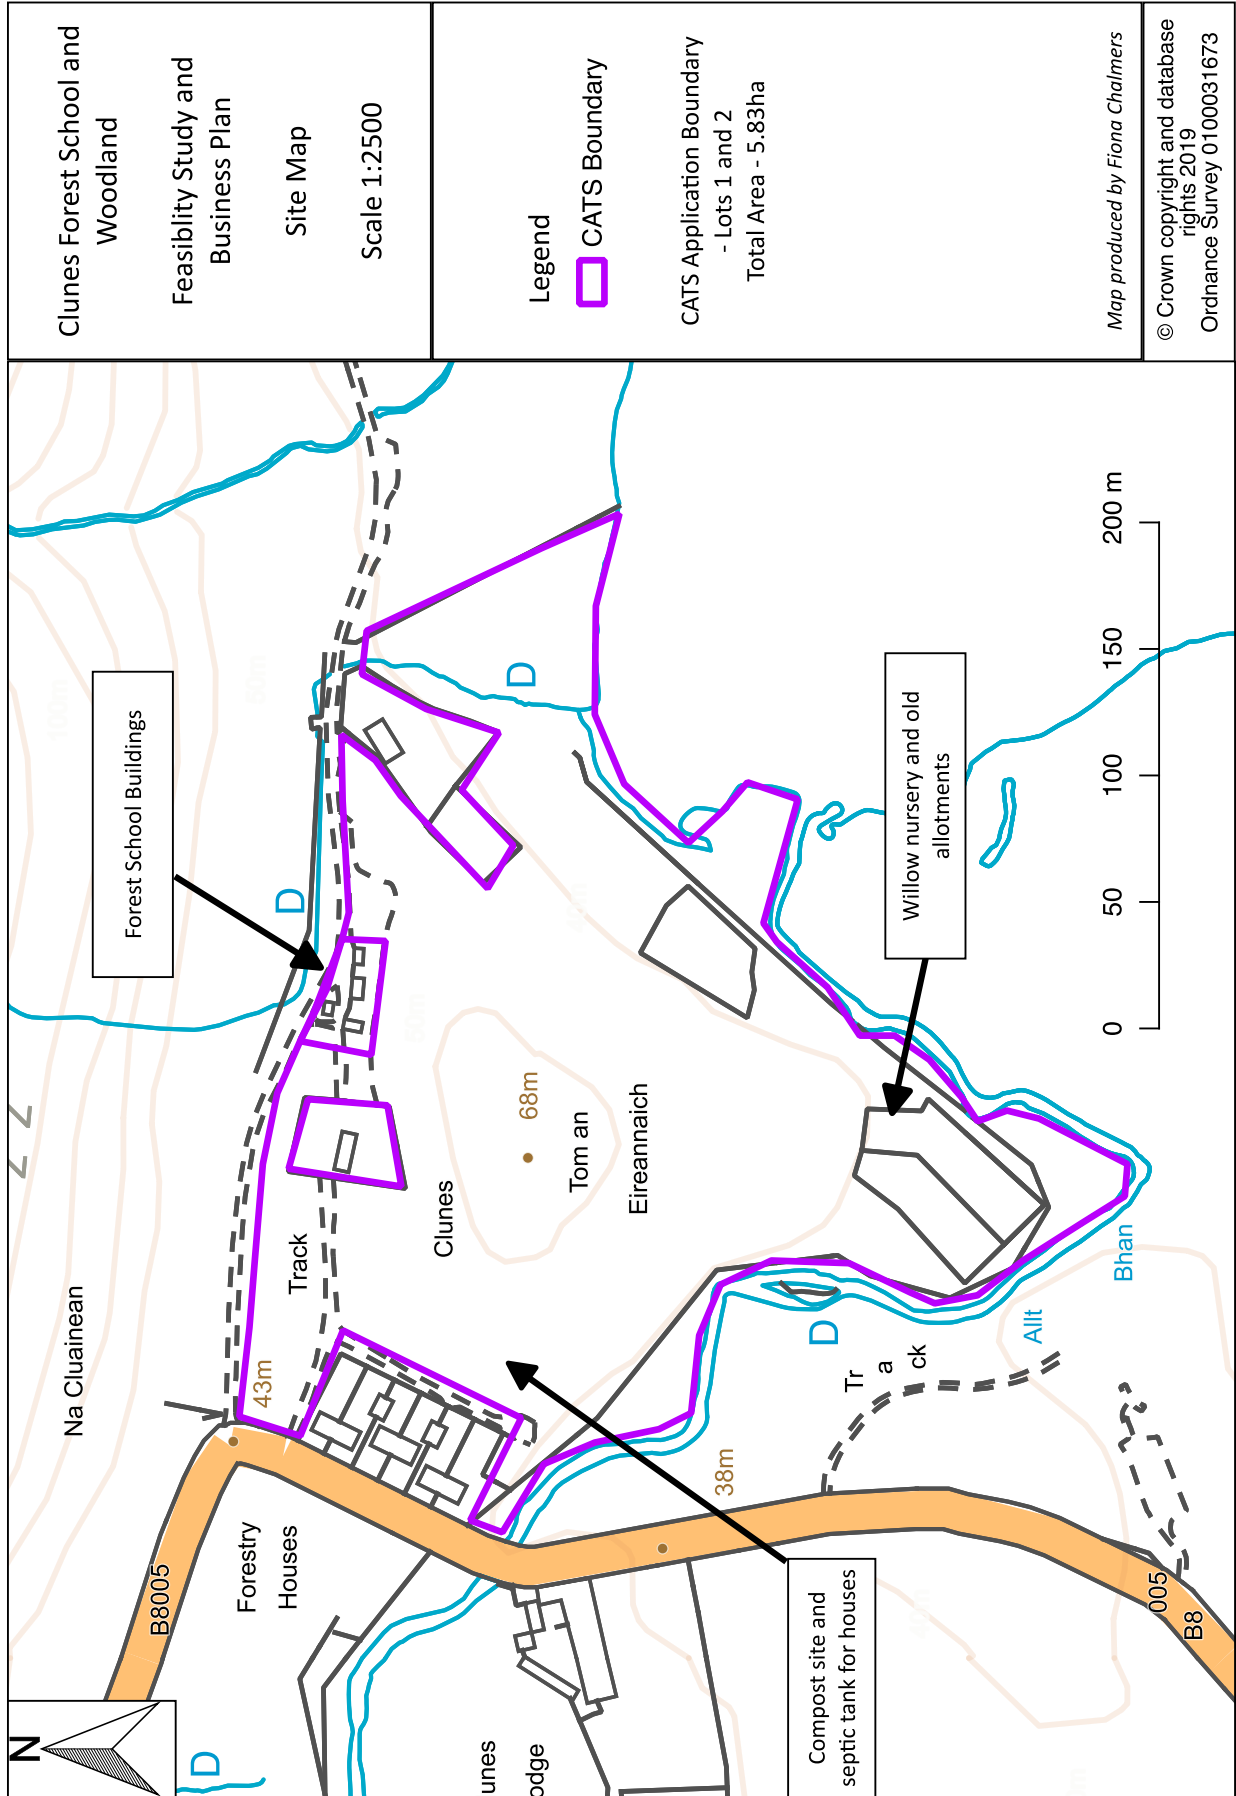 Clunes Forest School and
Woodland
Feasiblity Study and
Business Plan
Site Map
Scale 1:2500
Legend
CATS Boundary
CATS Application Boundary
- Lots 1 and 2
Total Area - 5.83ha
Map produced by Fiona Chalmers
© Crown copyright and database
rights 2019
Ordnance Survey 0100031673
N
D
B8005
Na Cluainean
Forestry
Houses
43m
Track
Forest School Buildings
D
D
Clunes
68m
Tom an
Eireannaich
unes
odge
Compost site and
septic tank for houses
38m
D
Tr
a
ck
Allt
Bhan
Willow nursery and old
allotments
B8
005
0
50
100
150
200 m